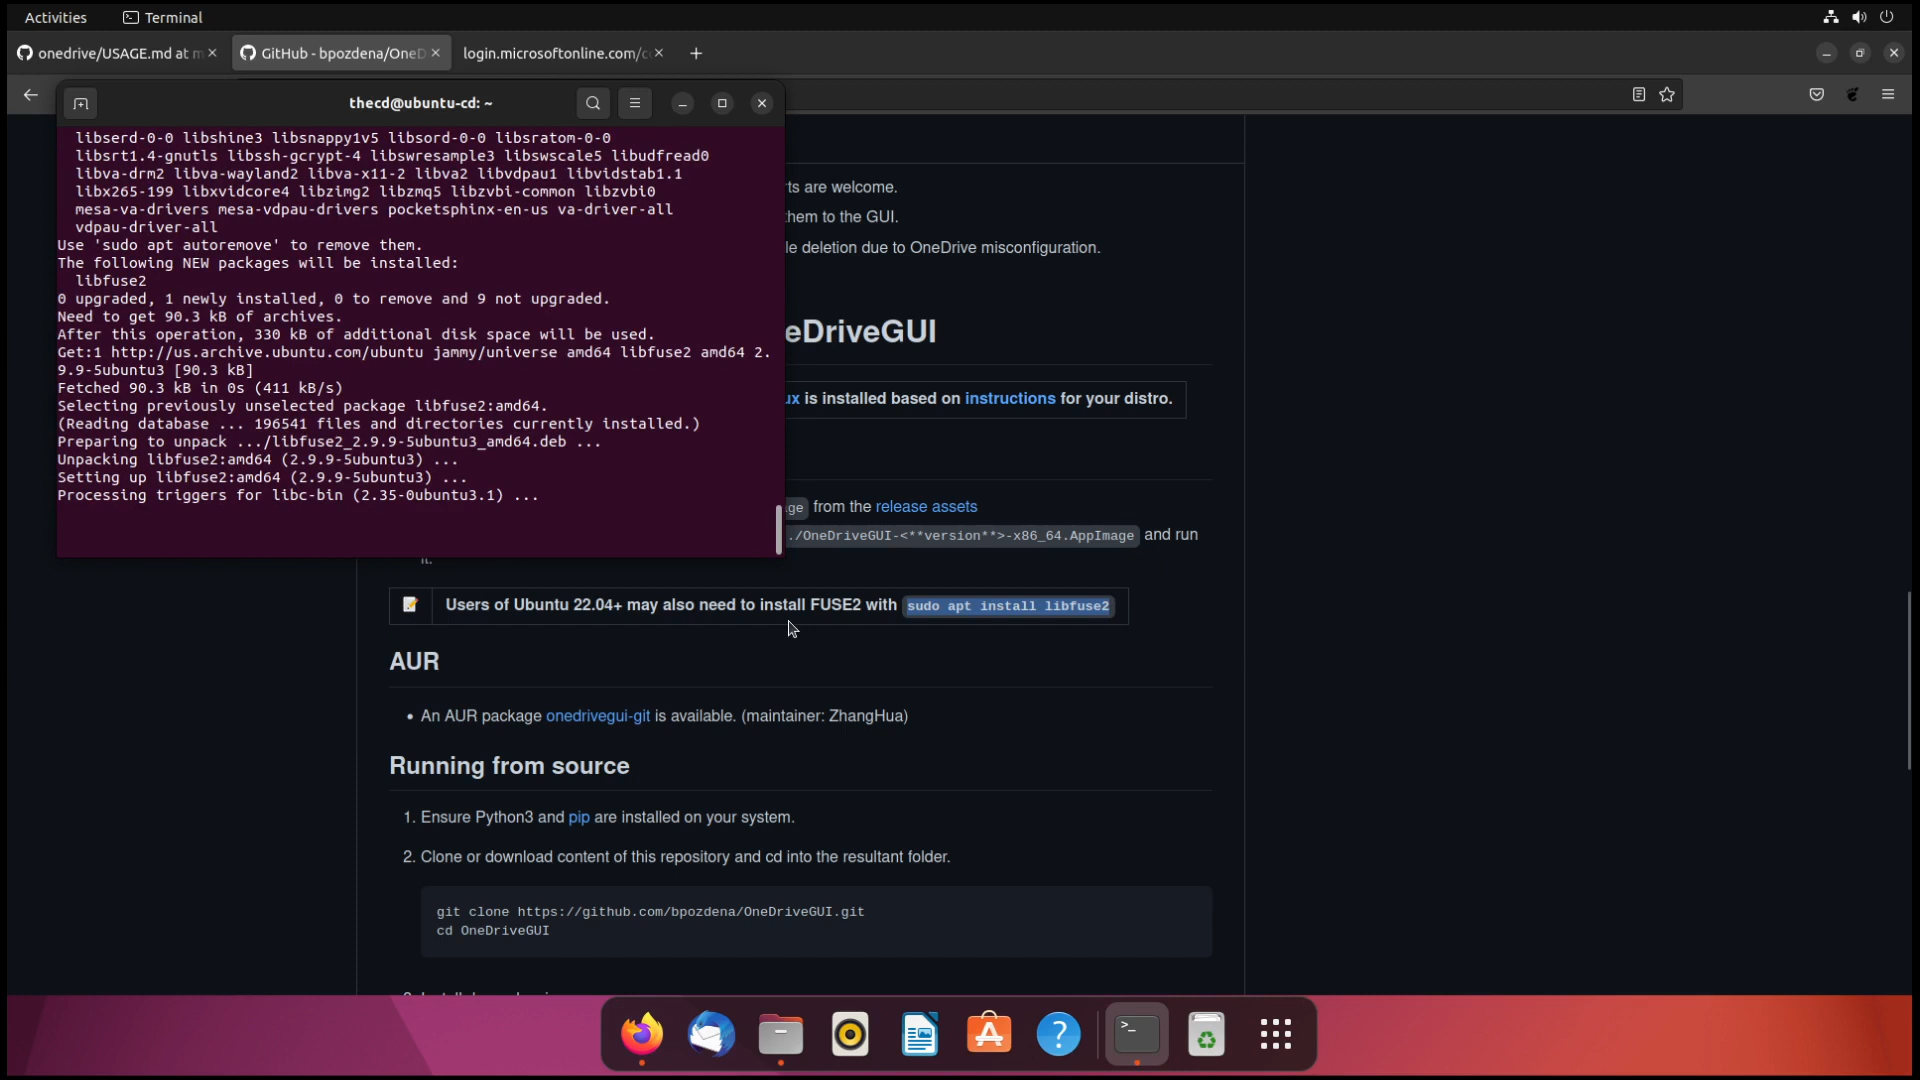 Activities
Terminal
onedrive/USAGE.md at m
GitHub - bpozdena/OneD
login.microsoftonline.com/c
thecd@ubuntu-cd: ~
libserd-0-0 libshine3 libsnappy1v5 libsord-0-0 libsratom-0-0
libsrt1.4-gnutls libssh-gcrypt-4 libswresample3 libswscale5 libudfread0
libva-drm2 libva-wayland2 libva-x11-2 libva2 libvdpau1 libvidstab1.1
libx265-199 libxvidcore4 libzimg2 libzmq5 libzvbi-common libzvbi0
mesa-va-drivers mesa-vdpau-drivers pocketsphinx-en-us va-driver-all
vdpau-driver-all
Use 'sudo apt autoremove' to remove them.
The following NEW packages will be installed:
libfuse2
0 upgraded, 1 newly installed, 0 to remove and 9 not upgraded.
Need to get 90.3 kB of archives.
After this operation, 330 kB of additional disk space will be used.
Get:1 http://us.archive.ubuntu.com/ubuntu jammy/universe amd64 libfuse2 amd64 2.
9.9-5ubuntu3 [90.3 kB]
Fetched 90.3 kB in 0s (411 kB/s)
Selecting previously unselected package libfuse2:amd64.
(Reading database ... 196541 files and directories currently installed.)
Preparing to unpack .../libfuse2_2.9.9-5ubuntu3_amd64.deb ...
Unpacking libfuse2:amd64 (2.9.9-5ubuntu3) ...
Setting up libfuse2:amd64 (2.9.9-5ubuntu3) ...
Processing triggers for libc-bin (2.35-0ubuntu3.1) ...
rts are welcome.
them to the GUI.
le deletion due to OneDrive misconfiguration.
eDriveGUI
ux is installed based on instructions for your distro.
ge from the release assets
./OneDriveGUI-<**version**>-x86_64.AppImage and run
it.
Users of Ubuntu 22.04+ may also need to install FUSE2 with sudo apt install libfuse2
AUR
• An AUR package onedrivegui-git is available. (maintainer: ZhangHua)
Running from source
1. Ensure Python3 and pip are installed on your system.
2. Clone or download content of this repository and cd into the resultant folder.
git clone https://github.com/bpozdena/OneDriveGUI.git
cd OneDriveGUI